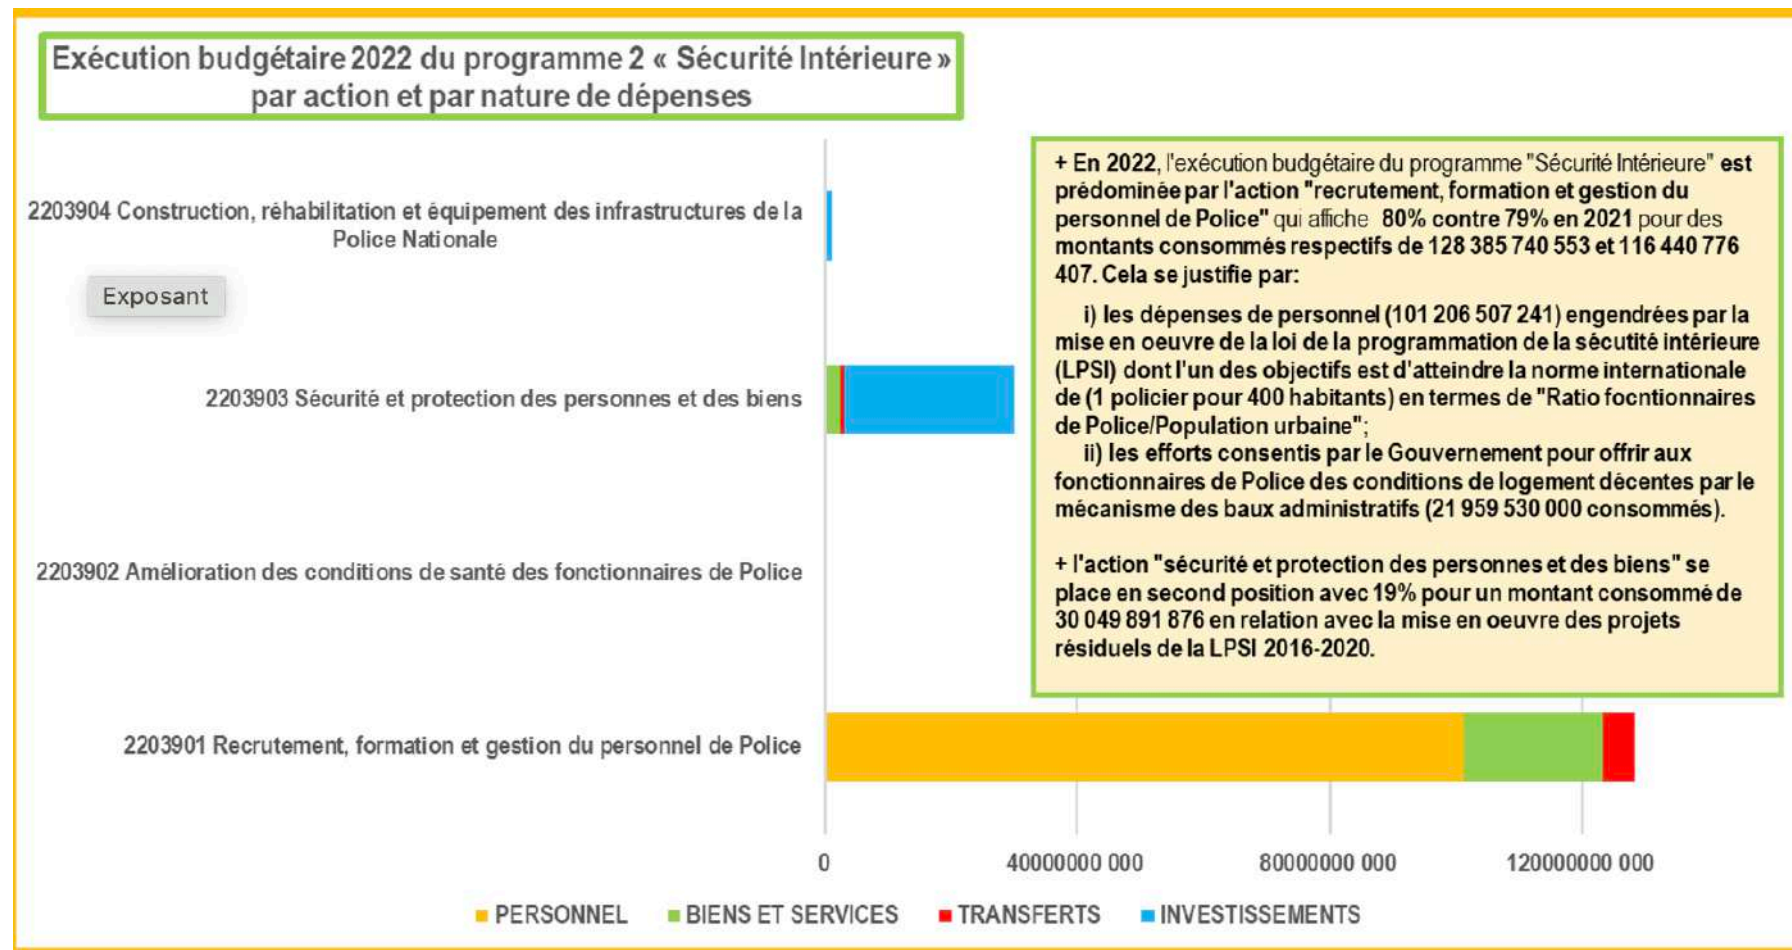 Exécution budgétaire 2022 du programme 2 « Sécurité Intérieure »
par action et par nature de dépenses
2203904 Construction, réhabilitation et équipement des infrastructures de la
Police Nationale
Exposant
2203903 Sécurité et protection des personnes et des biens
2203902 Amélioration des conditions de santé des fonctionnaires de Police
2203901 Recrutement, formation et gestion du personnel de Police
+ En 2022, l'exécution budgétaire du programme "Sécurité Intérieure" est
prédominée par l'action "recrutement, formation et gestion du
personnel de Police" qui affiche 80% contre 79% en 2021 pour des
montants consommés respectifs de 128 385 740 553 et 116 440 776
407. Cela se justifie par:
i) les dépenses de personnel (101 206 507 241) engendrées par la
mise en oeuvre de la loi de la programmation de la sécutité intérieure
(LPSI) dont l'un des objectifs est d'atteindre la norme internationale
de (1 policier pour 400 habitants) en termes de "Ratio focntionnaires
de Police/Population urbaine";
ii) les efforts consentis par le Gouvernement pour offrir aux
fonctionnaires de Police des conditions de logement décentes par le
mécanisme des baux administratifs (21 959 530 000 consommés).
+ l'action "sécurité et protection des personnes et des biens" se
place en second position avec 19% pour un montant consommé de
30 049 891 876 en relation avec la mise en oeuvre des projets
résiduels de la LPSI 2016-2020.
0 40000000 000 80000000 000 120000000 000
PERSONNEL BIENS ET SERVICES TRANSFERTS INVESTISSEMENTS